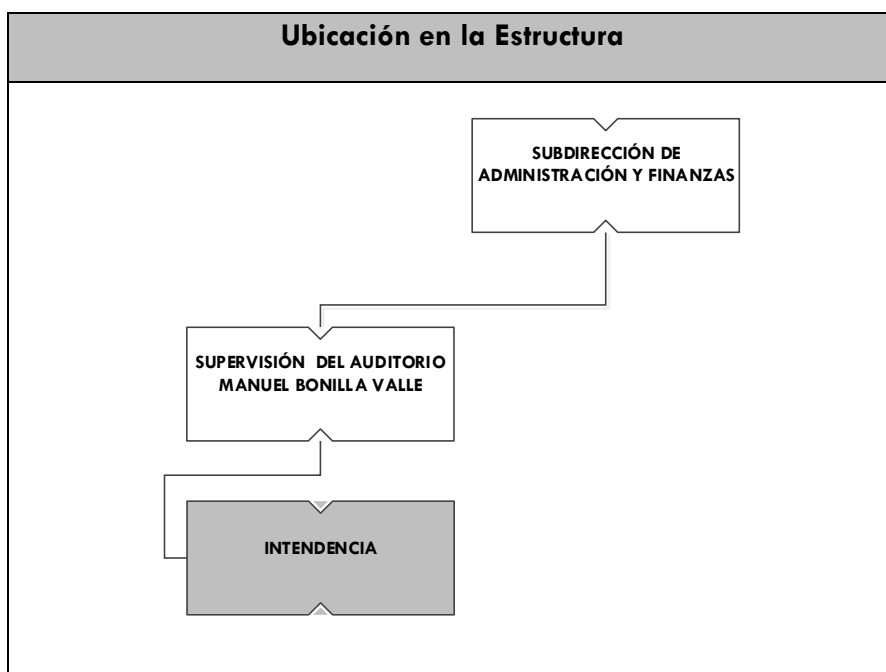 Ubicación en la Estructura
SUBDIRECCIÓN DE
ADMINISTRACIÓN Y FINANZAS
SUPERVISIÓN DEL AUDITORIO
MANUEL BONILLA VALLE
INTENDENCIA